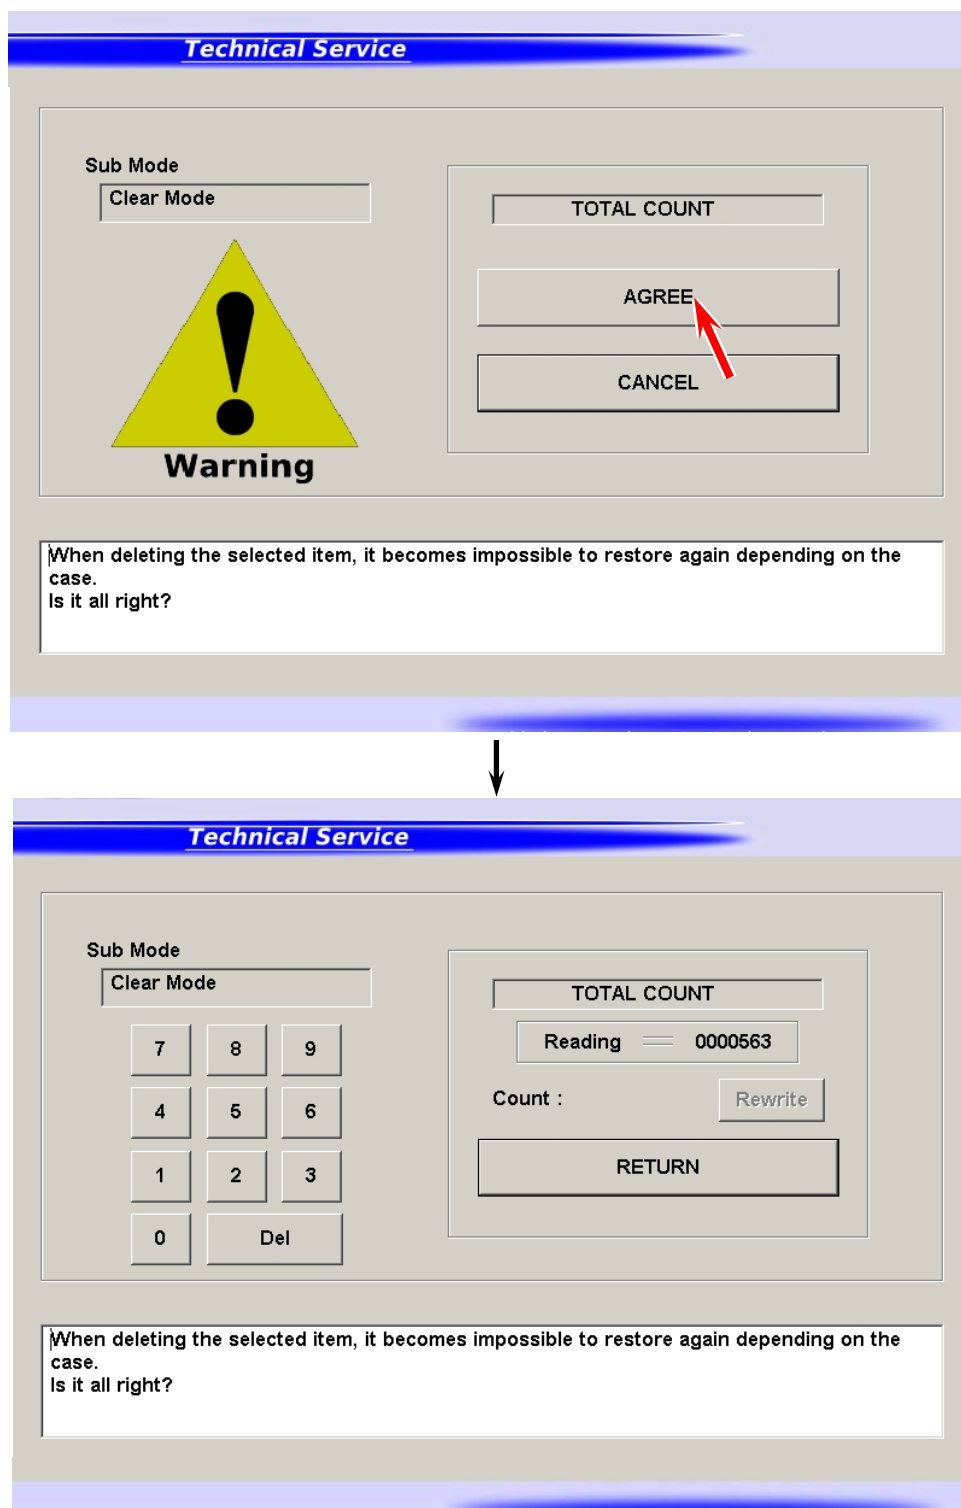 Technical Service
Sub Mode
Clear Mode
TOTAL COUNT
AGREE
CANCEL
Warning
When deleting the selected item, it becomes impossible to restore again depending on the
case.
Is it all right?
Technical Service
Sub Mode
Clear Mode
TOTAL COUNT
Reading 0000563
Count :
Rewrite
RETURN
7 8 9
4 5 6
1 2 3
0 Del
When deleting the selected item, it becomes impossible to restore again depending on the
case.
Is it all right?